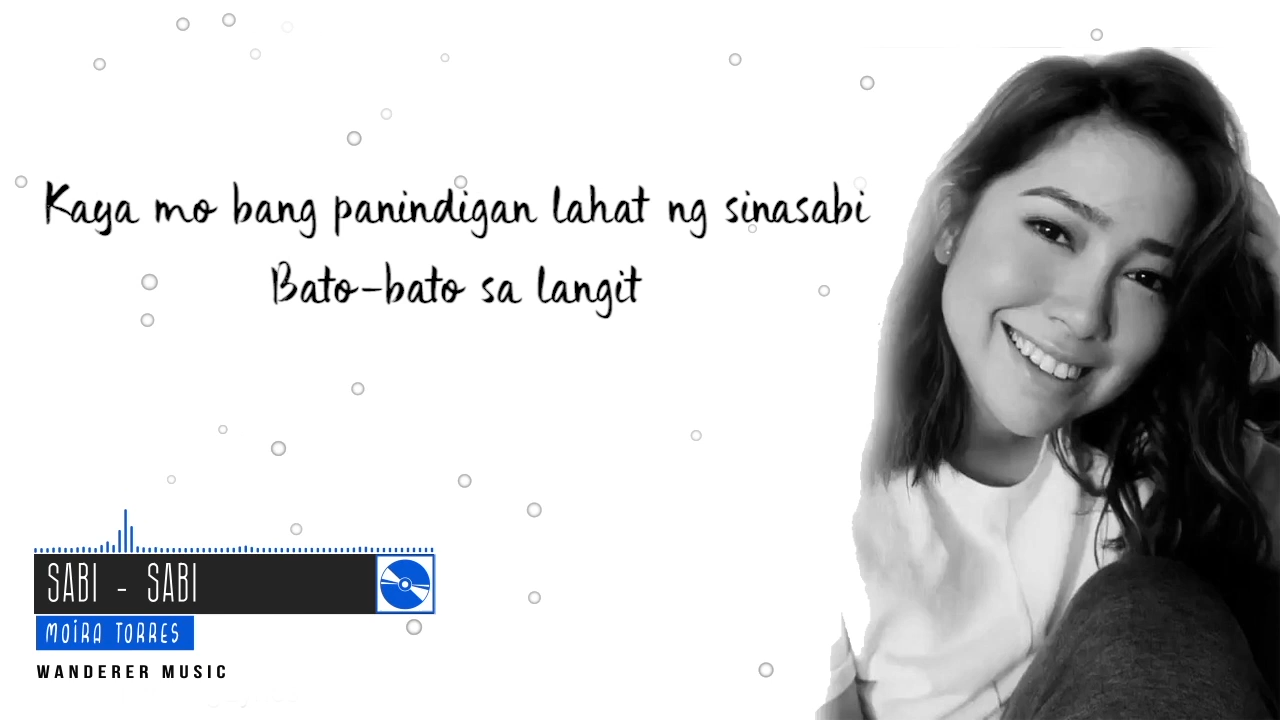 Kaya mo bang panindigan lahat ng sinasabi
Bato-bato sa langit
SABI - SABI
MOIRA TORRES
WANDERER MUSIC